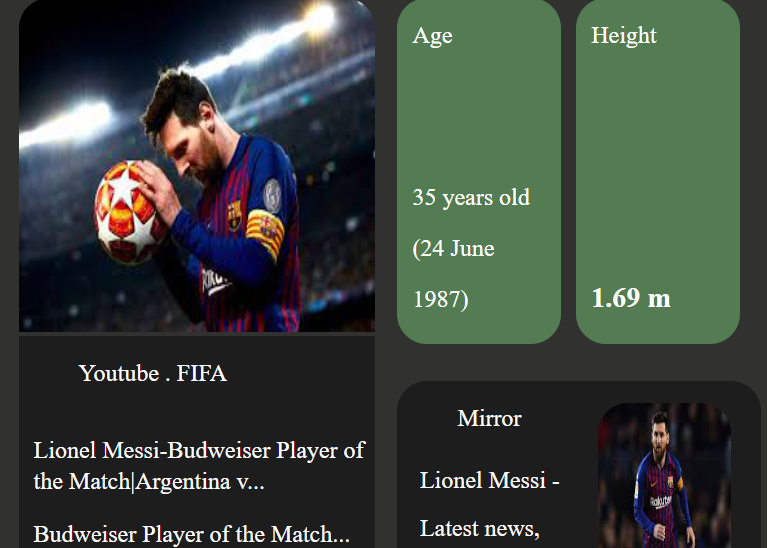 Age
35 years old
(24 June
1987)
Height
1.69 m
Youtube . FIFA
Lionel Messi-Budweiser Player of
the Match|Argentina v...
Budweiser Player of the Match...
Mirror
Lionel Messi -
Latest news,
Rakuten